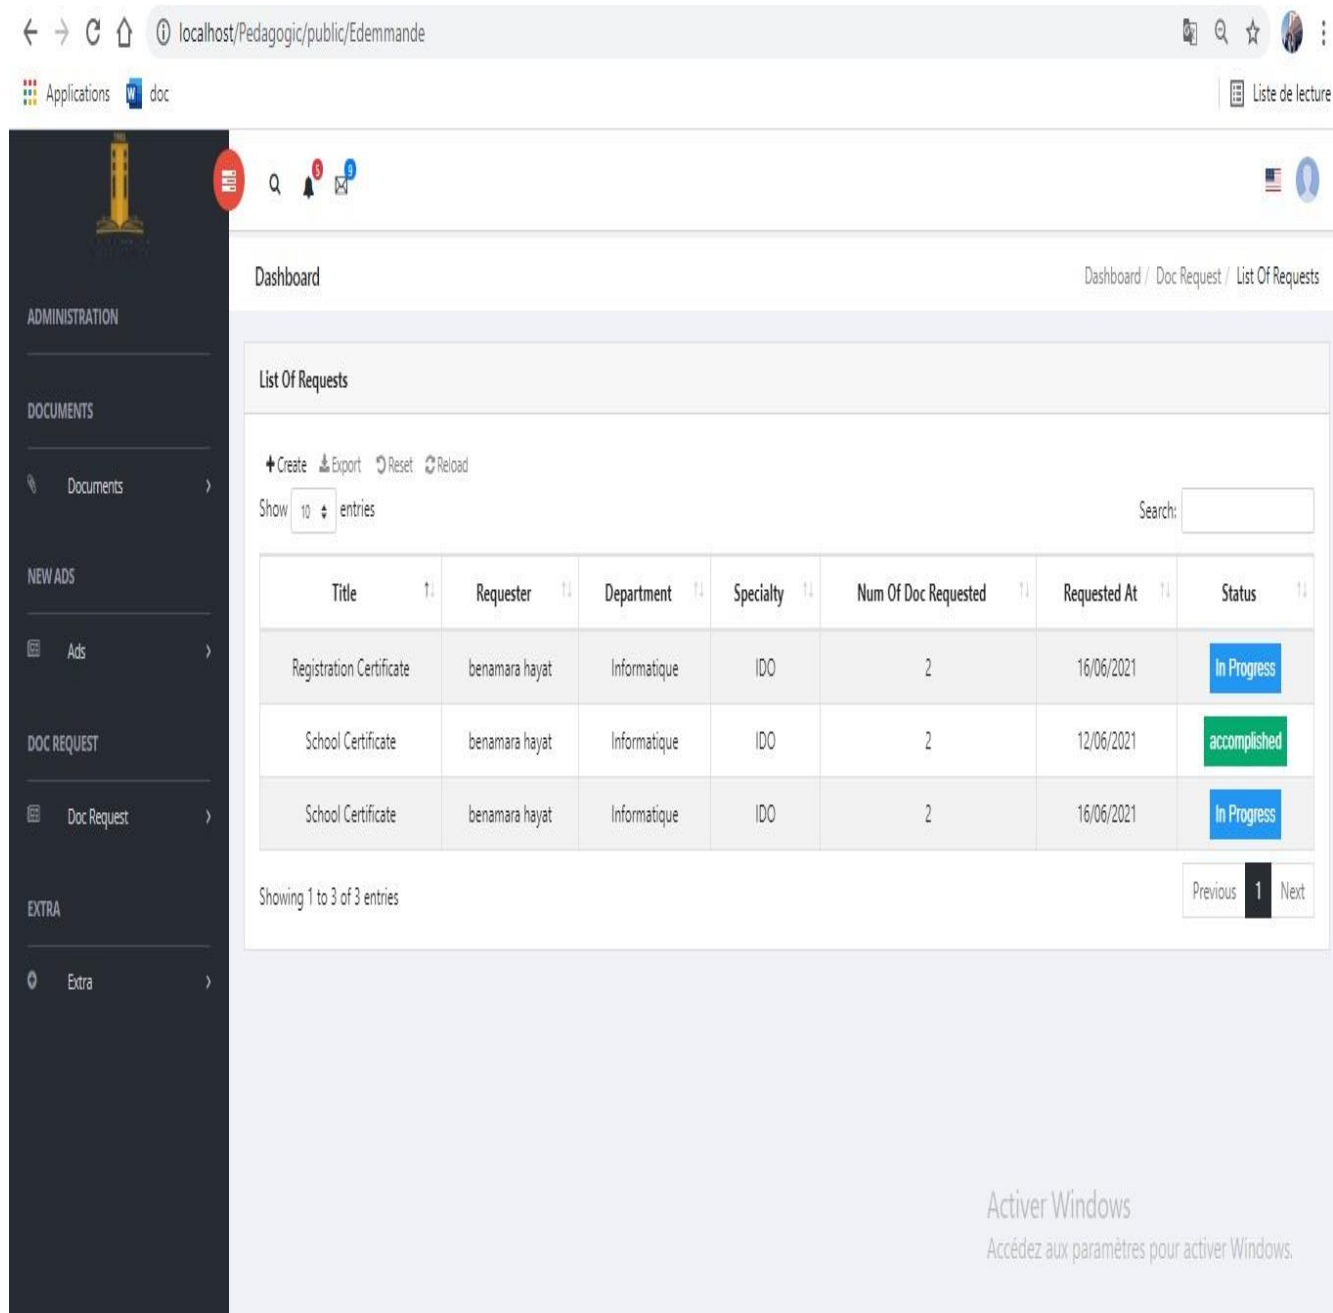 localhost/Pedagogic/public/Edemmande
Applications doc Liste de lecture
5 9
Dashboard Dashboard / Doc Request / List Of Requests
ADMINISTRATION
List Of Requests
DOCUMENTS
Create Export Reset Reload
Documents
Show 10 entries Search:
NEW ADS
Title Requester Department Specialty Num Of Doc Requested Requested At Status
Ads
Registration Certificate benamara hayat Informatique IDO 2 16/06/2021 In Progress
DOC REQUEST
School Certificate benamara hayat Informatique IDO 2 12/06/2021 accomplished
Doc Request
School Certificate benamara hayat Informatique IDO 2 16/06/2021 In Progress
EXTRA
Showing 1 to 3 of 3 entries Previous 1 Next
Extra
Activer Windows
Accédez aux paramètres pour activer Windows.